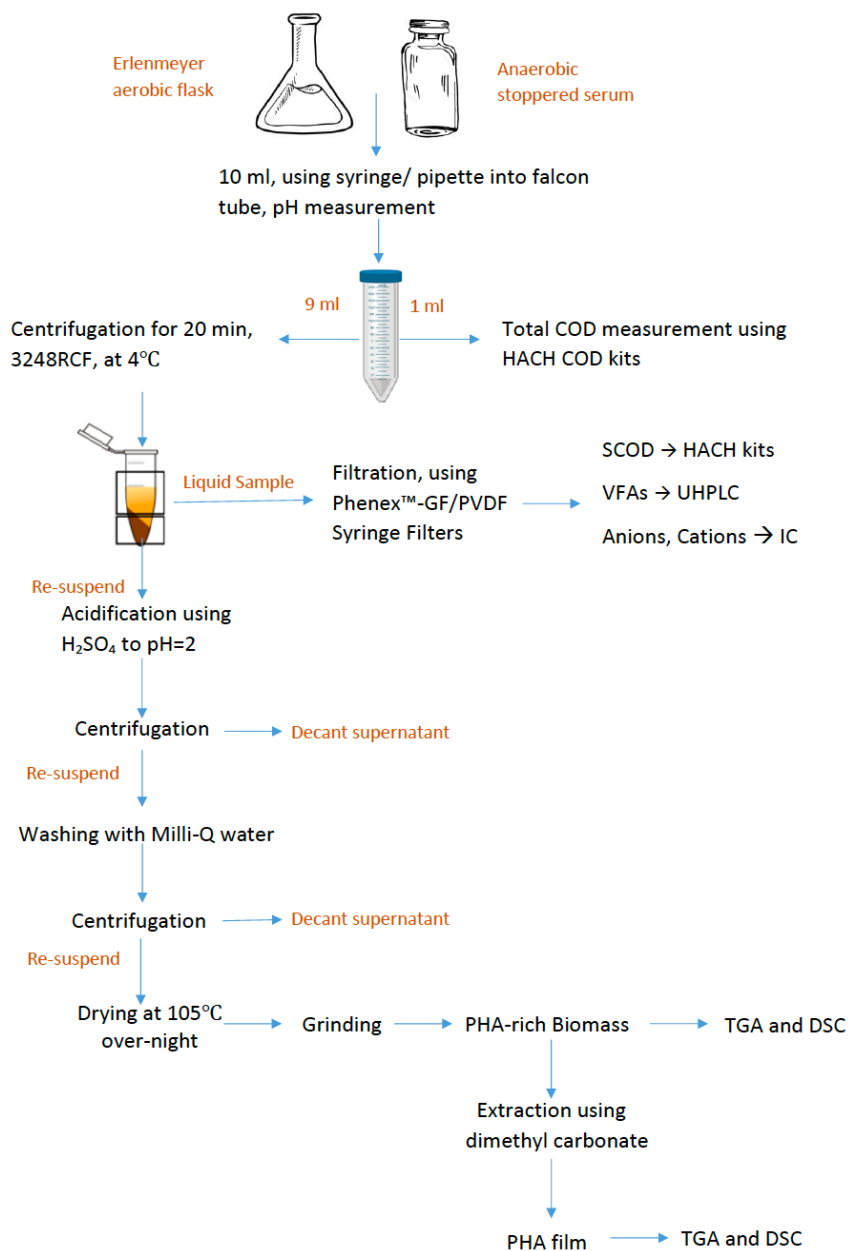 Erlenmeyer
aerobic flask
Anaerobic
stoppered serum
10 ml, using syringe/ pipette into falcon
tube, pH measurement
9 ml
1 ml
Centrifugation for 20 min,
3248RCF, at 4℃
Total COD measurement using
HACH COD kits
Liquid Sample
Filtration, using
Phenex™-GF/PVDF
Syringe Filters
SCOD → HACH kits
VFAs → UHPLC
Anions, Cations → IC
Re-suspend
Acidification using
H₂SO₄ to pH=2
Centrifugation
Decant supernatant
Re-suspend
Washing with Milli-Q water
Centrifugation
Decant supernatant
Re-suspend
Drying at 105℃
over-night
Grinding
PHA-rich Biomass
TGA and DSC
Extraction using
dimethyl carbonate
PHA film
TGA and DSC